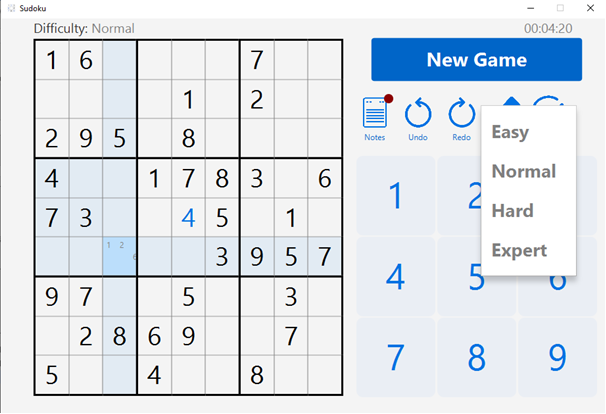 Sudoku
Difficulty: Normal
00:04:20
1 6 7
1 2
2 9 5 8
4 1 7 8 3 6
7 3 4 5 1
1 2
6
3 9 5 7
9 7 5 3
2 8 6 9 7
5 4 8
New Game
Notes
Undo
Redo
Easy
Normal
Hard
Expert
1 2
4 5 6
7 8 9